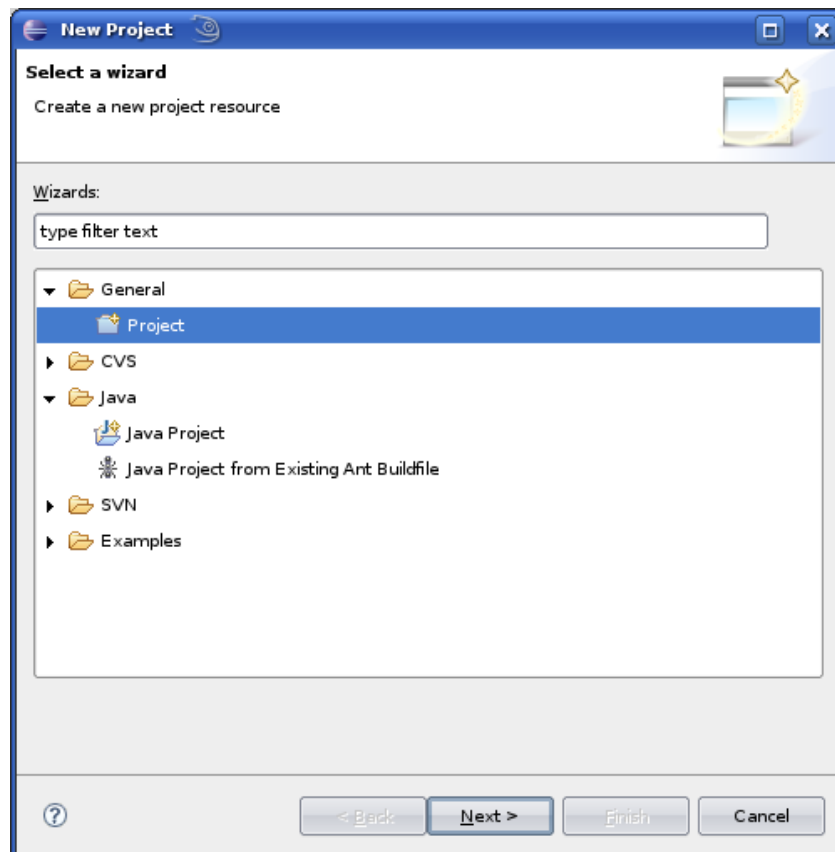 New Project
Select a wizard
Create a new project resource
Wizards:
type filter text
General
Project
CVS
Java
Java Project
Java Project from Existing Ant Buildfile
SVN
Examples
< Back Next > Finish Cancel